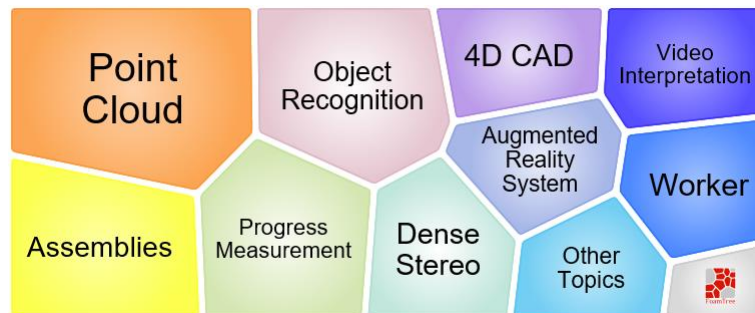 Point
Cloud
Object
Recognition
4D CAD
Video
Interpretation
Augmented
Reality
System
Worker
Assemblies
Progress
Measurement
Dense
Stereo
Other
Topics
FoamTree